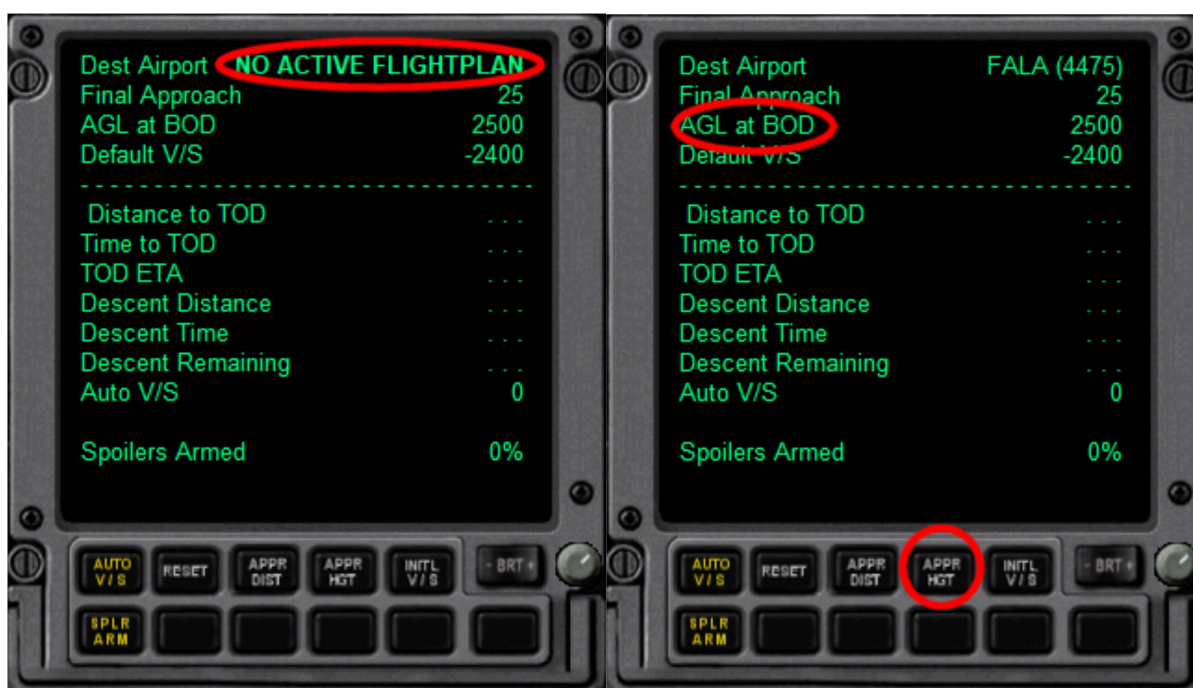 Dest Airport NO ACTIVE FLIGHTPLAN
Final Approach 25
AGL at BOD 2500
Default V/S -2400
- - - - - - - - - - - - - - - - - - - - - - - - - - - - - - -
Distance to TOD . . .
Time to TOD . . .
TOD ETA . . .
Descent Distance . . .
Descent Time . . .
Descent Remaining . . .
Auto V/S 0
Spoilers Armed 0%
AUTO V/S RESET APPR DIST APPR HGT INITL V/S - BRT +
SPLR ARM
Dest Airport FALA (4475)
Final Approach 25
AGL at BOD 2500
Default V/S -2400
- - - - - - - - - - - - - - - - - - - - - - - - - - - - - - -
Distance to TOD . . .
Time to TOD . . .
TOD ETA . . .
Descent Distance . . .
Descent Time . . .
Descent Remaining . . .
Auto V/S 0
Spoilers Armed 0%
AUTO V/S RESET APPR DIST APPR HGT INITL V/S - BRT +
SPLR ARM